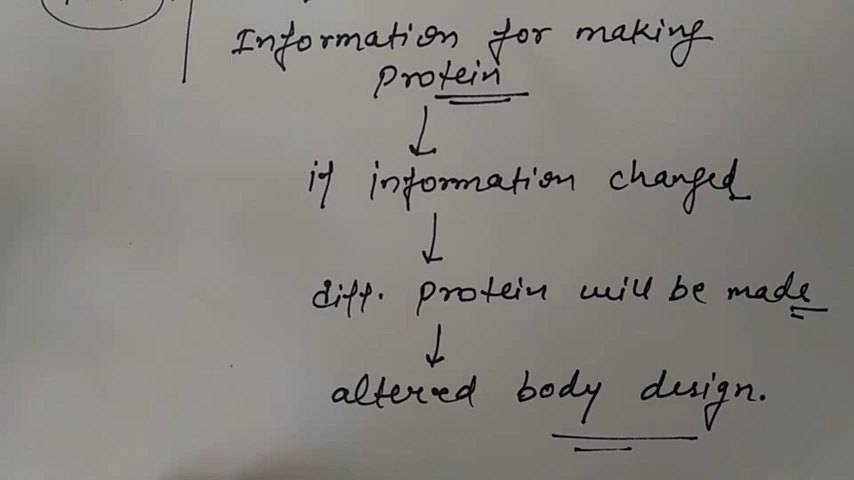 Information for making
Protein
if information changed
diff. Protein will be made
altered body design.